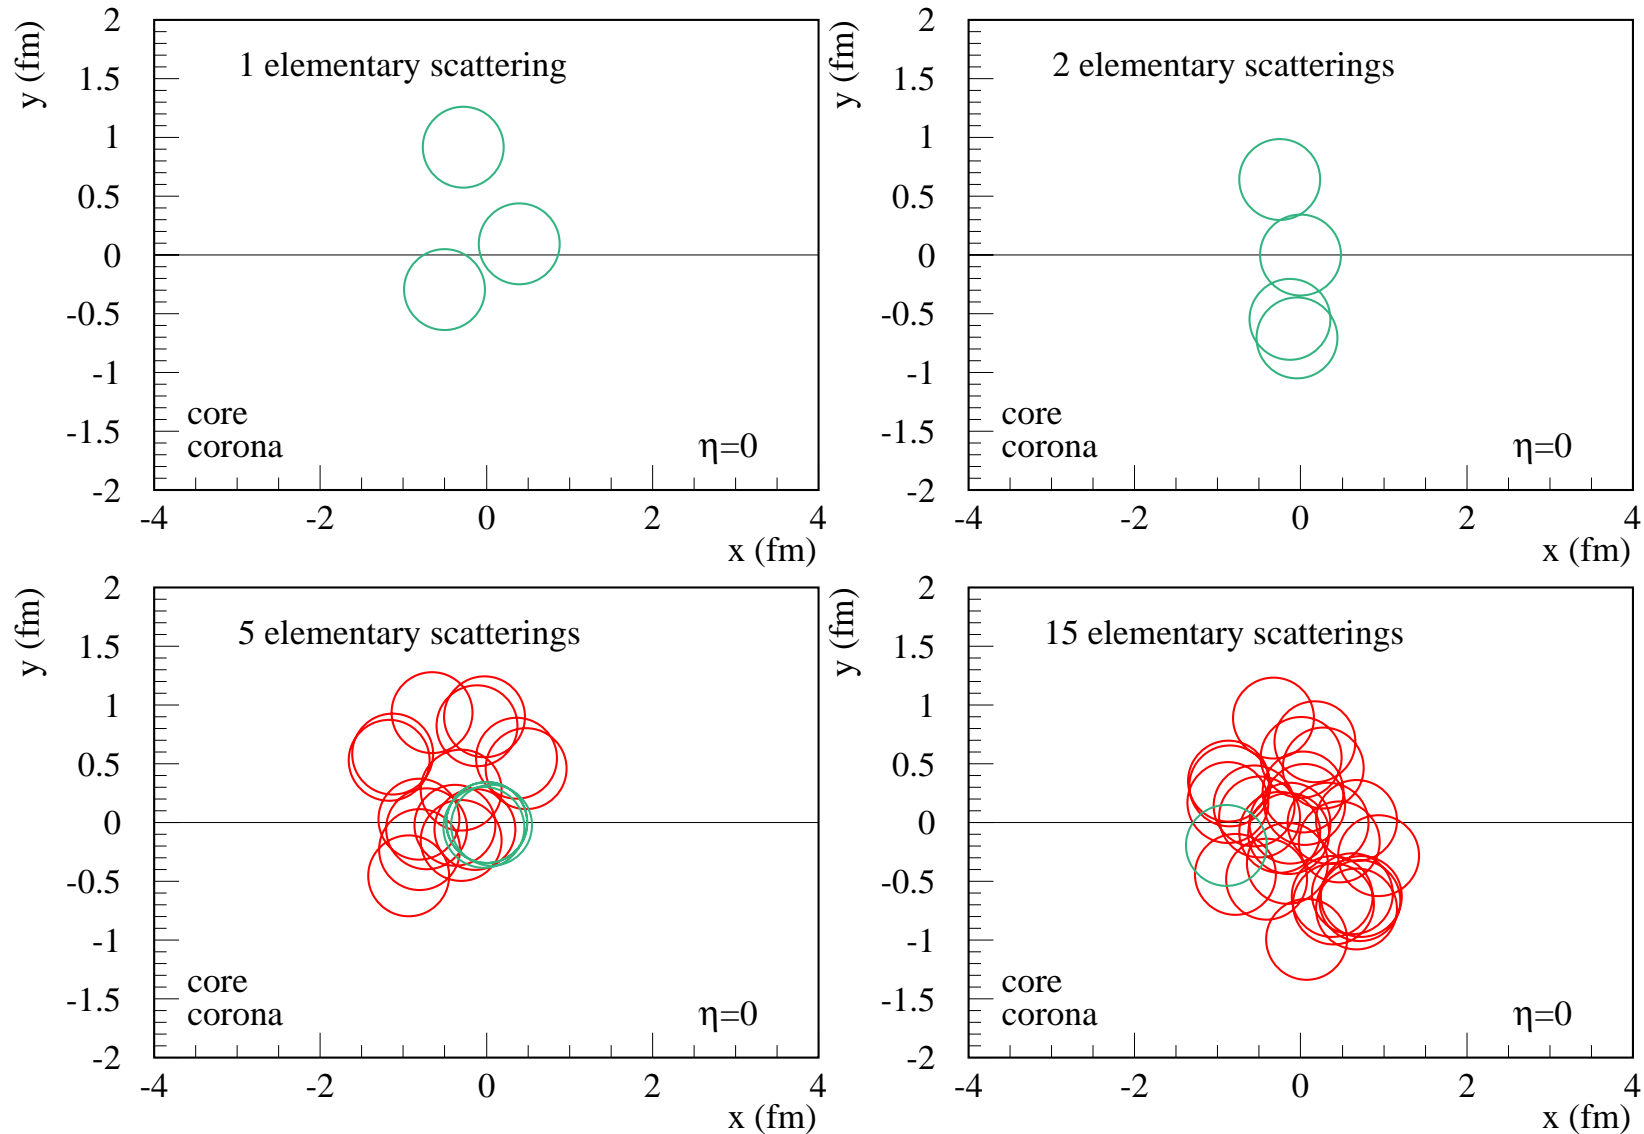 y (fm)
2
1.5
1
0.5
0
-0.5
-1
-1.5
-2
1 elementary scattering
core
corona
η=0
-4 -2 0 2 4
x (fm)
y (fm)
2
1.5
1
0.5
0
-0.5
-1
-1.5
-2
2 elementary scatterings
core
corona
η=0
-4 -2 0 2 4
x (fm)
y (fm)
2
1.5
1
0.5
0
-0.5
-1
-1.5
-2
5 elementary scatterings
core
corona
η=0
-4 -2 0 2 4
x (fm)
y (fm)
2
1.5
1
0.5
0
-0.5
-1
-1.5
-2
15 elementary scatterings
core
corona
η=0
-4 -2 0 2 4
x (fm)